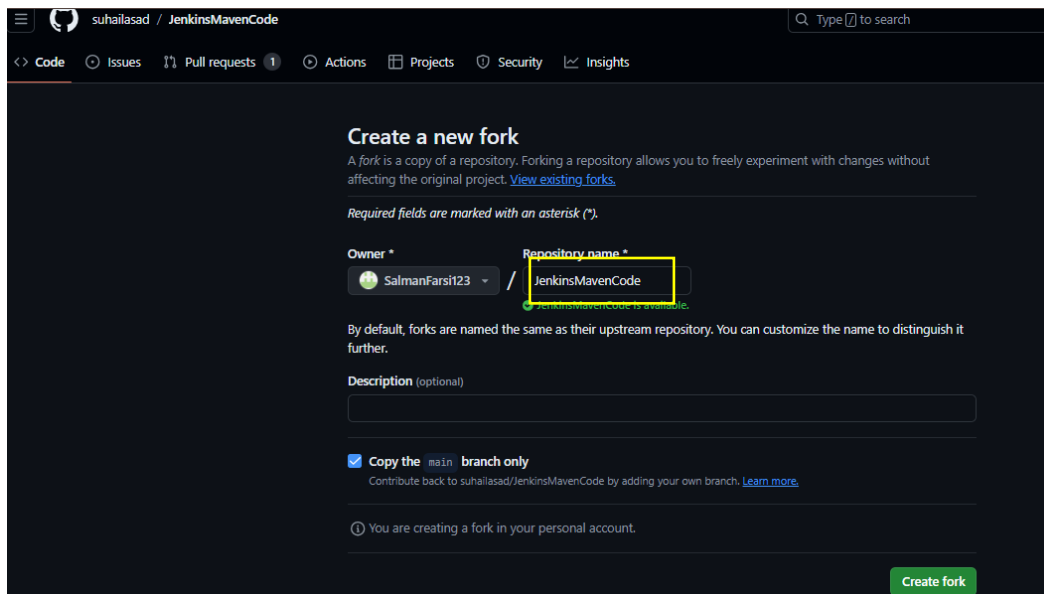 suhailasad / JenkinsMavenCode
Type / to search
<> Code Issues Pull requests 1 Actions Projects Security Insights
Create a new fork
A fork is a copy of a repository. Forking a repository allows you to freely experiment with changes without
affecting the original project. View existing forks.
Required fields are marked with an asterisk (*).
Owner * Repository name *
SalmanFarsi123 / JenkinsMavenCode
JenkinsMavenCode is available.
By default, forks are named the same as their upstream repository. You can customize the name to distinguish it
further.
Description (optional)
Copy the main branch only
Contribute back to suhailasad/JenkinsMavenCode by adding your own branch. Learn more.
You are creating a fork in your personal account.
Create fork